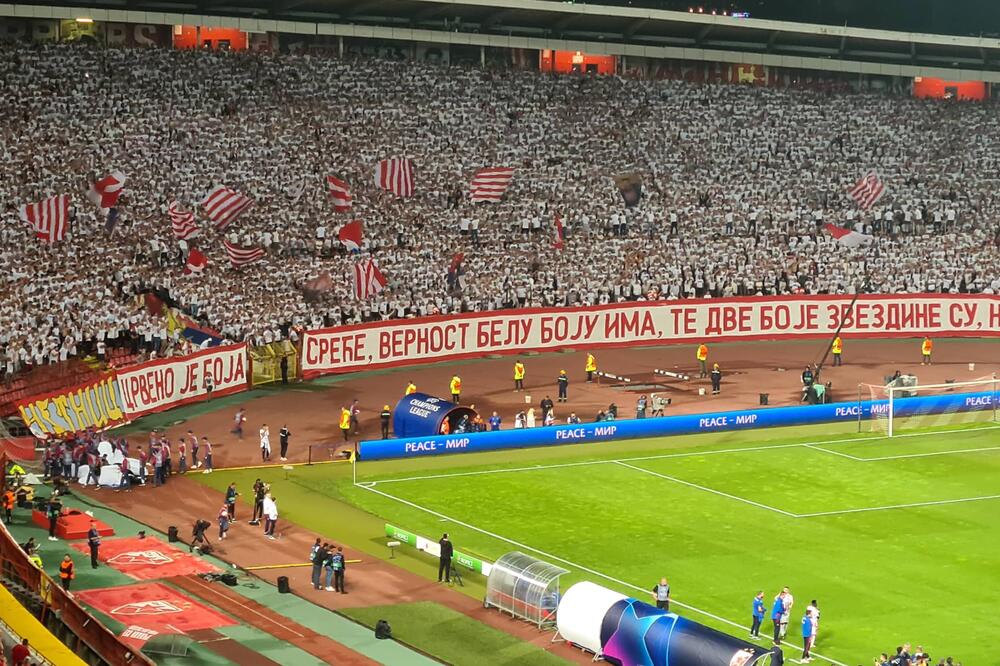 ЦРВЕНО ЈЕ БОЈА
СРЕЋЕ, ВЕРНОСТ БЕЛУ БОЈУ ИМА, ТЕ ДВЕ БОЈЕ ЗВЕЗДИНЕ СУ, Н
CHAMPIONS
LEAGUE
PEACE – МИР
PEACE – МИР
PEACE – МИР
PEACE – МИР
PEACE –